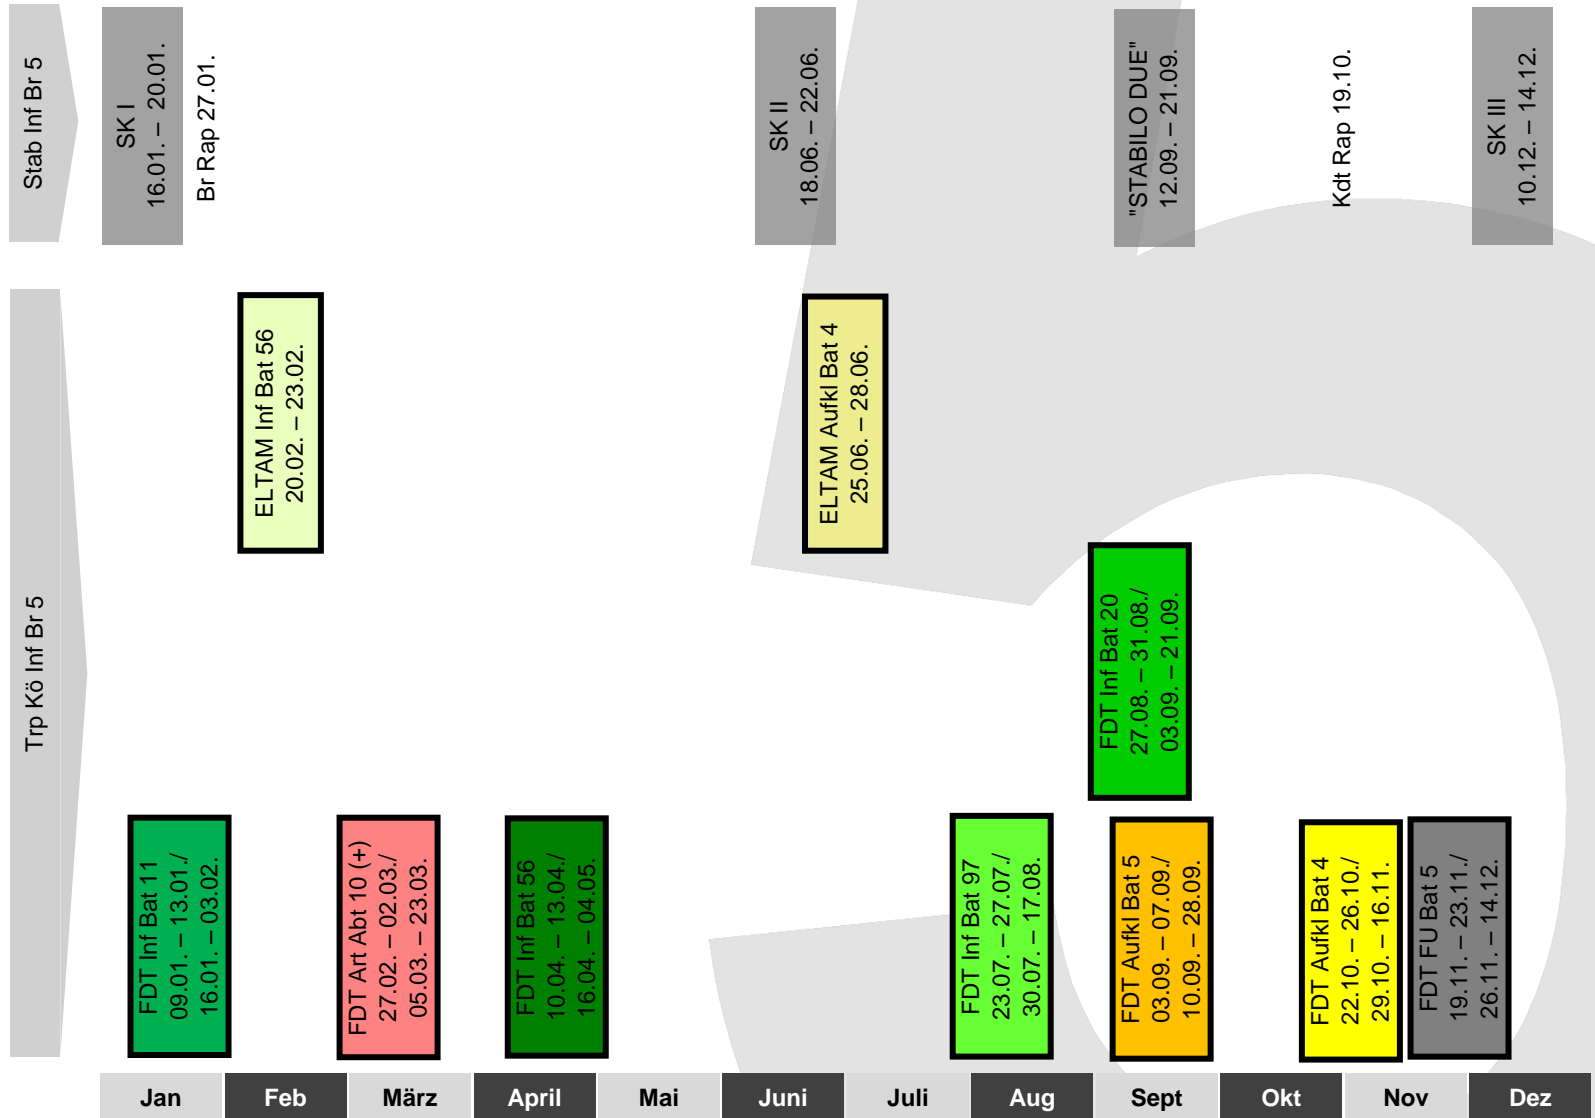 Stab Inf Br 5
SK I
16.01. – 20.01.
Br Rap 27.01.
SK II
18.06. – 22.06.
"STABILO DUE"
12.09. – 21.09.
Kdt Rap 19.10.
SK III
10.12. – 14.12.
Trp Kö Inf Br 5
ELTAM Inf Bat 56
20.02. – 23.02.
ELTAM Aufkl Bat 4
25.06. – 28.06.
FDT Inf Bat 20
27.08. – 31.08./
03.09. – 21.09.
FDT Inf Bat 11
09.01. – 13.01./
16.01. – 03.02.
FDT Art Abt 10 (+)
27.02. – 02.03./
05.03. – 23.03.
FDT Inf Bat 56
10.04. – 13.04./
16.04. – 04.05.
FDT Inf Bat 97
23.07. – 27.07./
30.07. – 17.08.
FDT Aufkl Bat 5
03.09. – 07.09./
10.09. – 28.09.
FDT Aufkl Bat 4
22.10. – 26.10./
29.10. – 16.11.
FDT FU Bat 5
19.11. – 23.11./
26.11. – 14.12.
Jan Feb März April Mai Juni Juli Aug Sept Okt Nov Dez